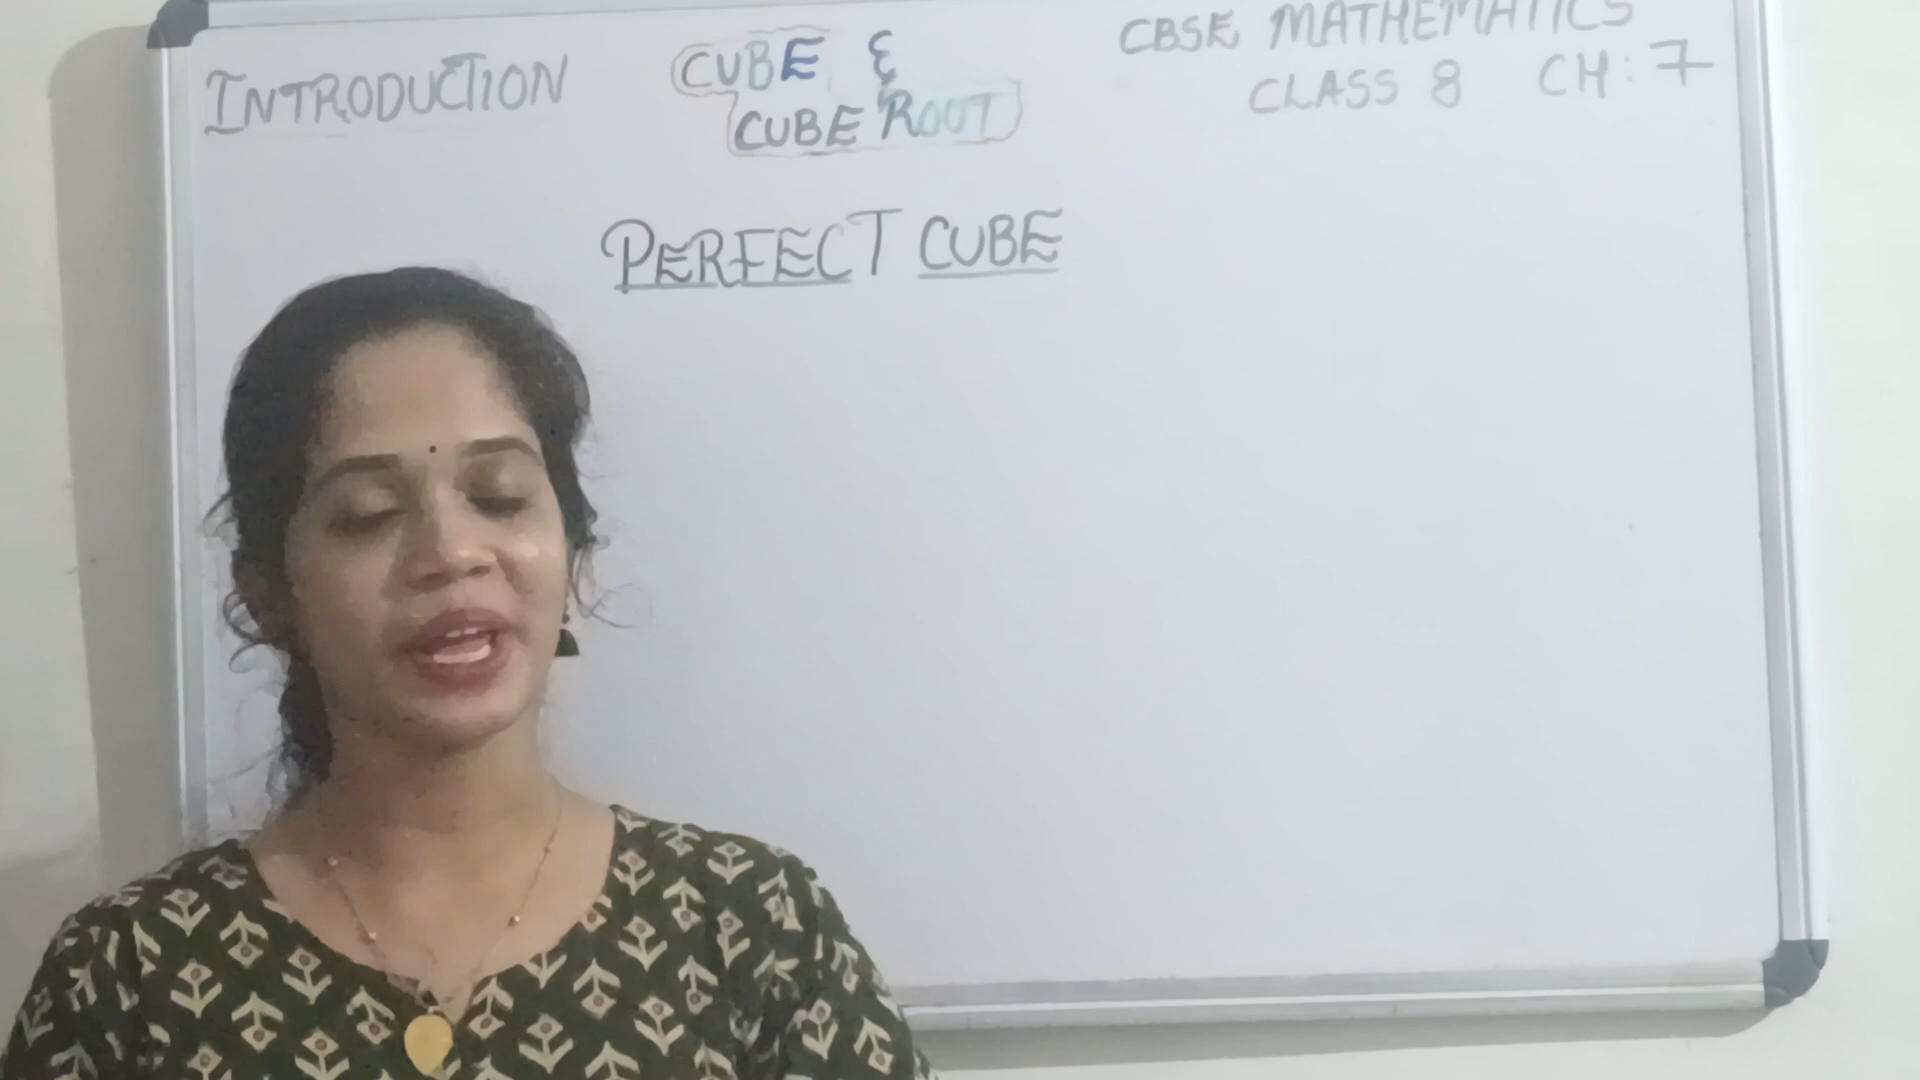 INTRODUCTION
CUBE &
CUBE ROOT
CBSE MATHEMATICS
CLASS 8 CH: 7
PERFECT CUBE